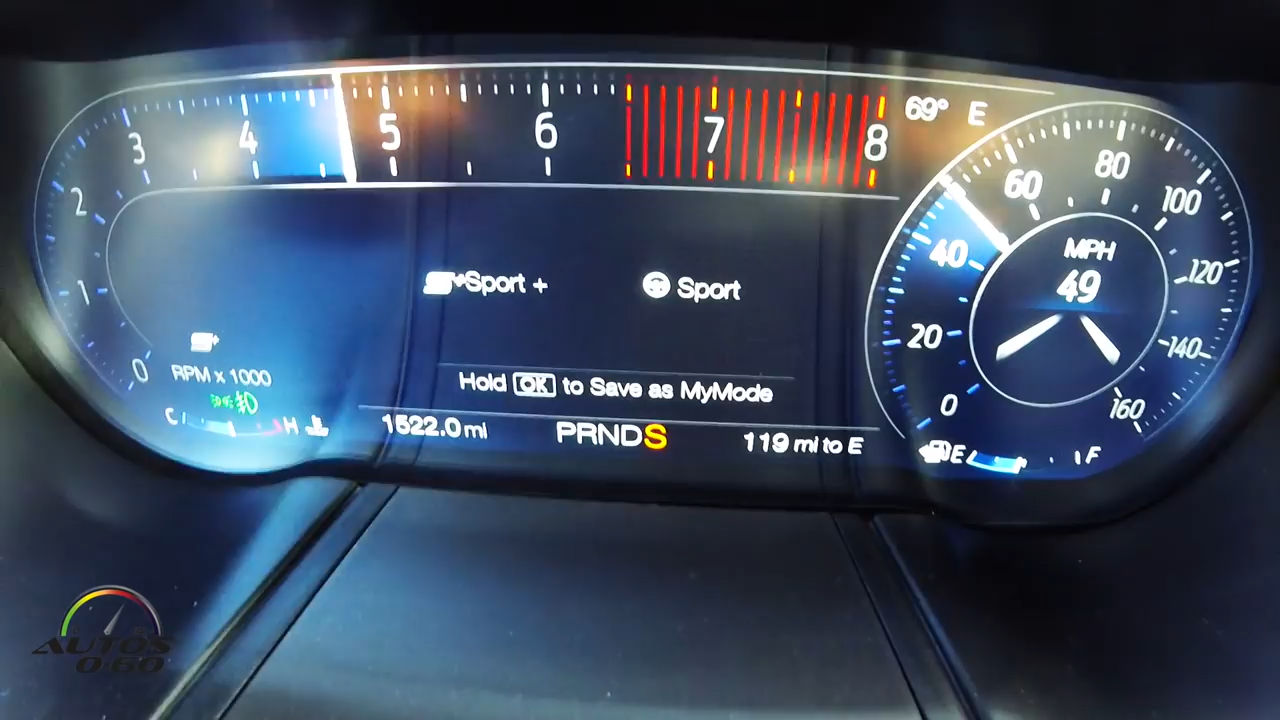 0 1 2 3 4 5 6 7 8
69° E
Sport +
Sport
RPM x 1000
C H
Hold OK to Save as MyMode
1522.0 mi
PRNDS
119 mi to E
0 20 40 60 80 100 120 140 160
MPH
49
E F
AUTOS
0-60